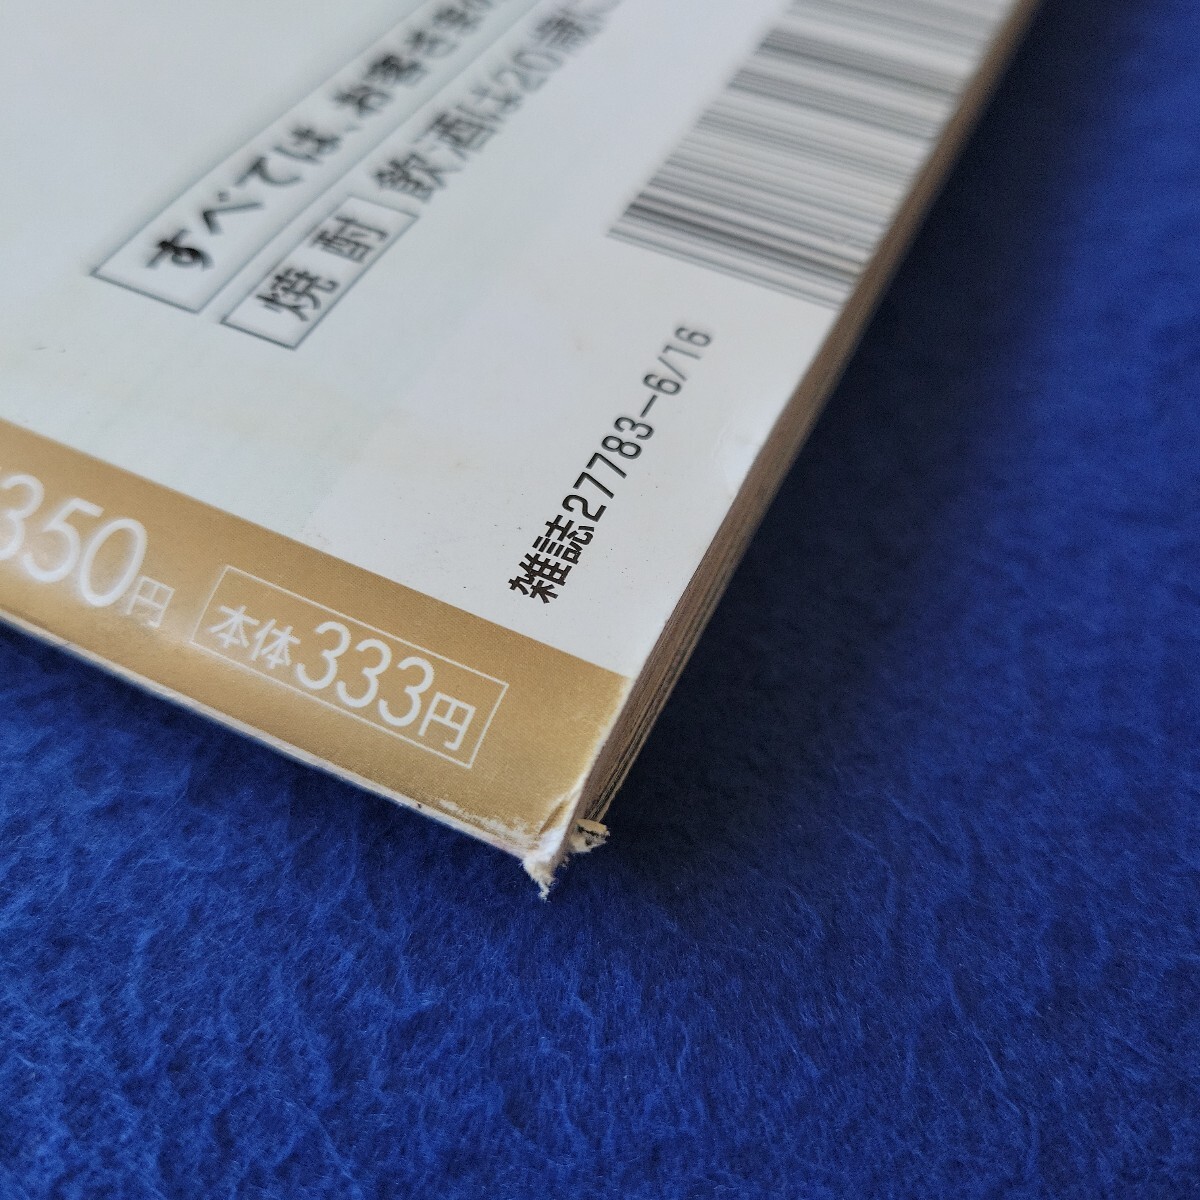 すべては、お客さま
焼酎 飲酒は20歳に
雑誌27783-6/16
350円 本体333円